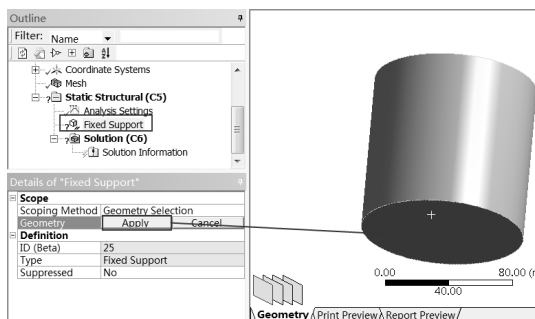 Outline
Filter: Name
Coordinate Systems
Mesh
Static Structural (C5)
Analysis Settings
Fixed Support
Solution (C6)
Solution Information
Details of "Fixed Support"
Scope
Scoping Method Geometry Selection
Geometry Apply Cancel
Definition
ID (Beta) 25
Type Fixed Support
Suppressed No
0.00 80.00 (r
40.00
Geometry Print Preview Report Preview